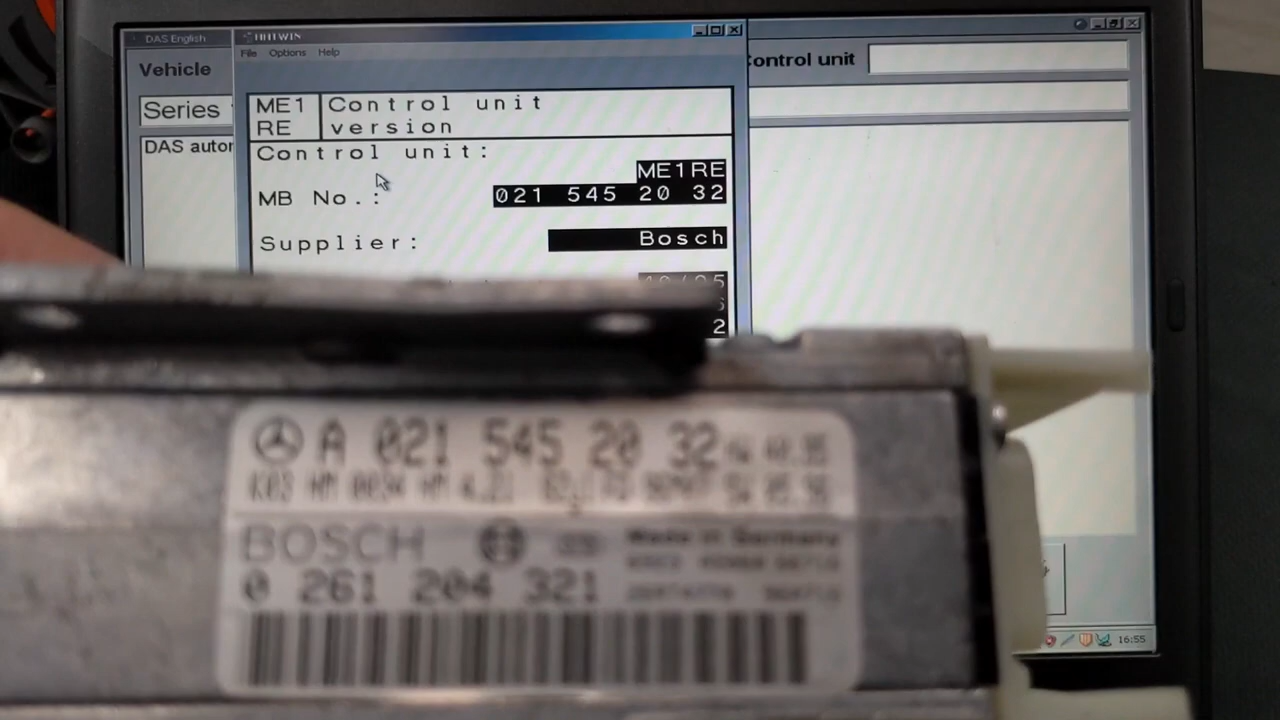 DAS English
HHTWIN
File Options Help
Vehicle
Control unit
Series
DAS autor
ME1 Control unit
RE version
Control unit:
ME1RE
MB No.: 021 545 20 32
Supplier: Bosch
2
16:55
A 021 545 20 32
BOSCH
Made in Germany
0 261 204 321